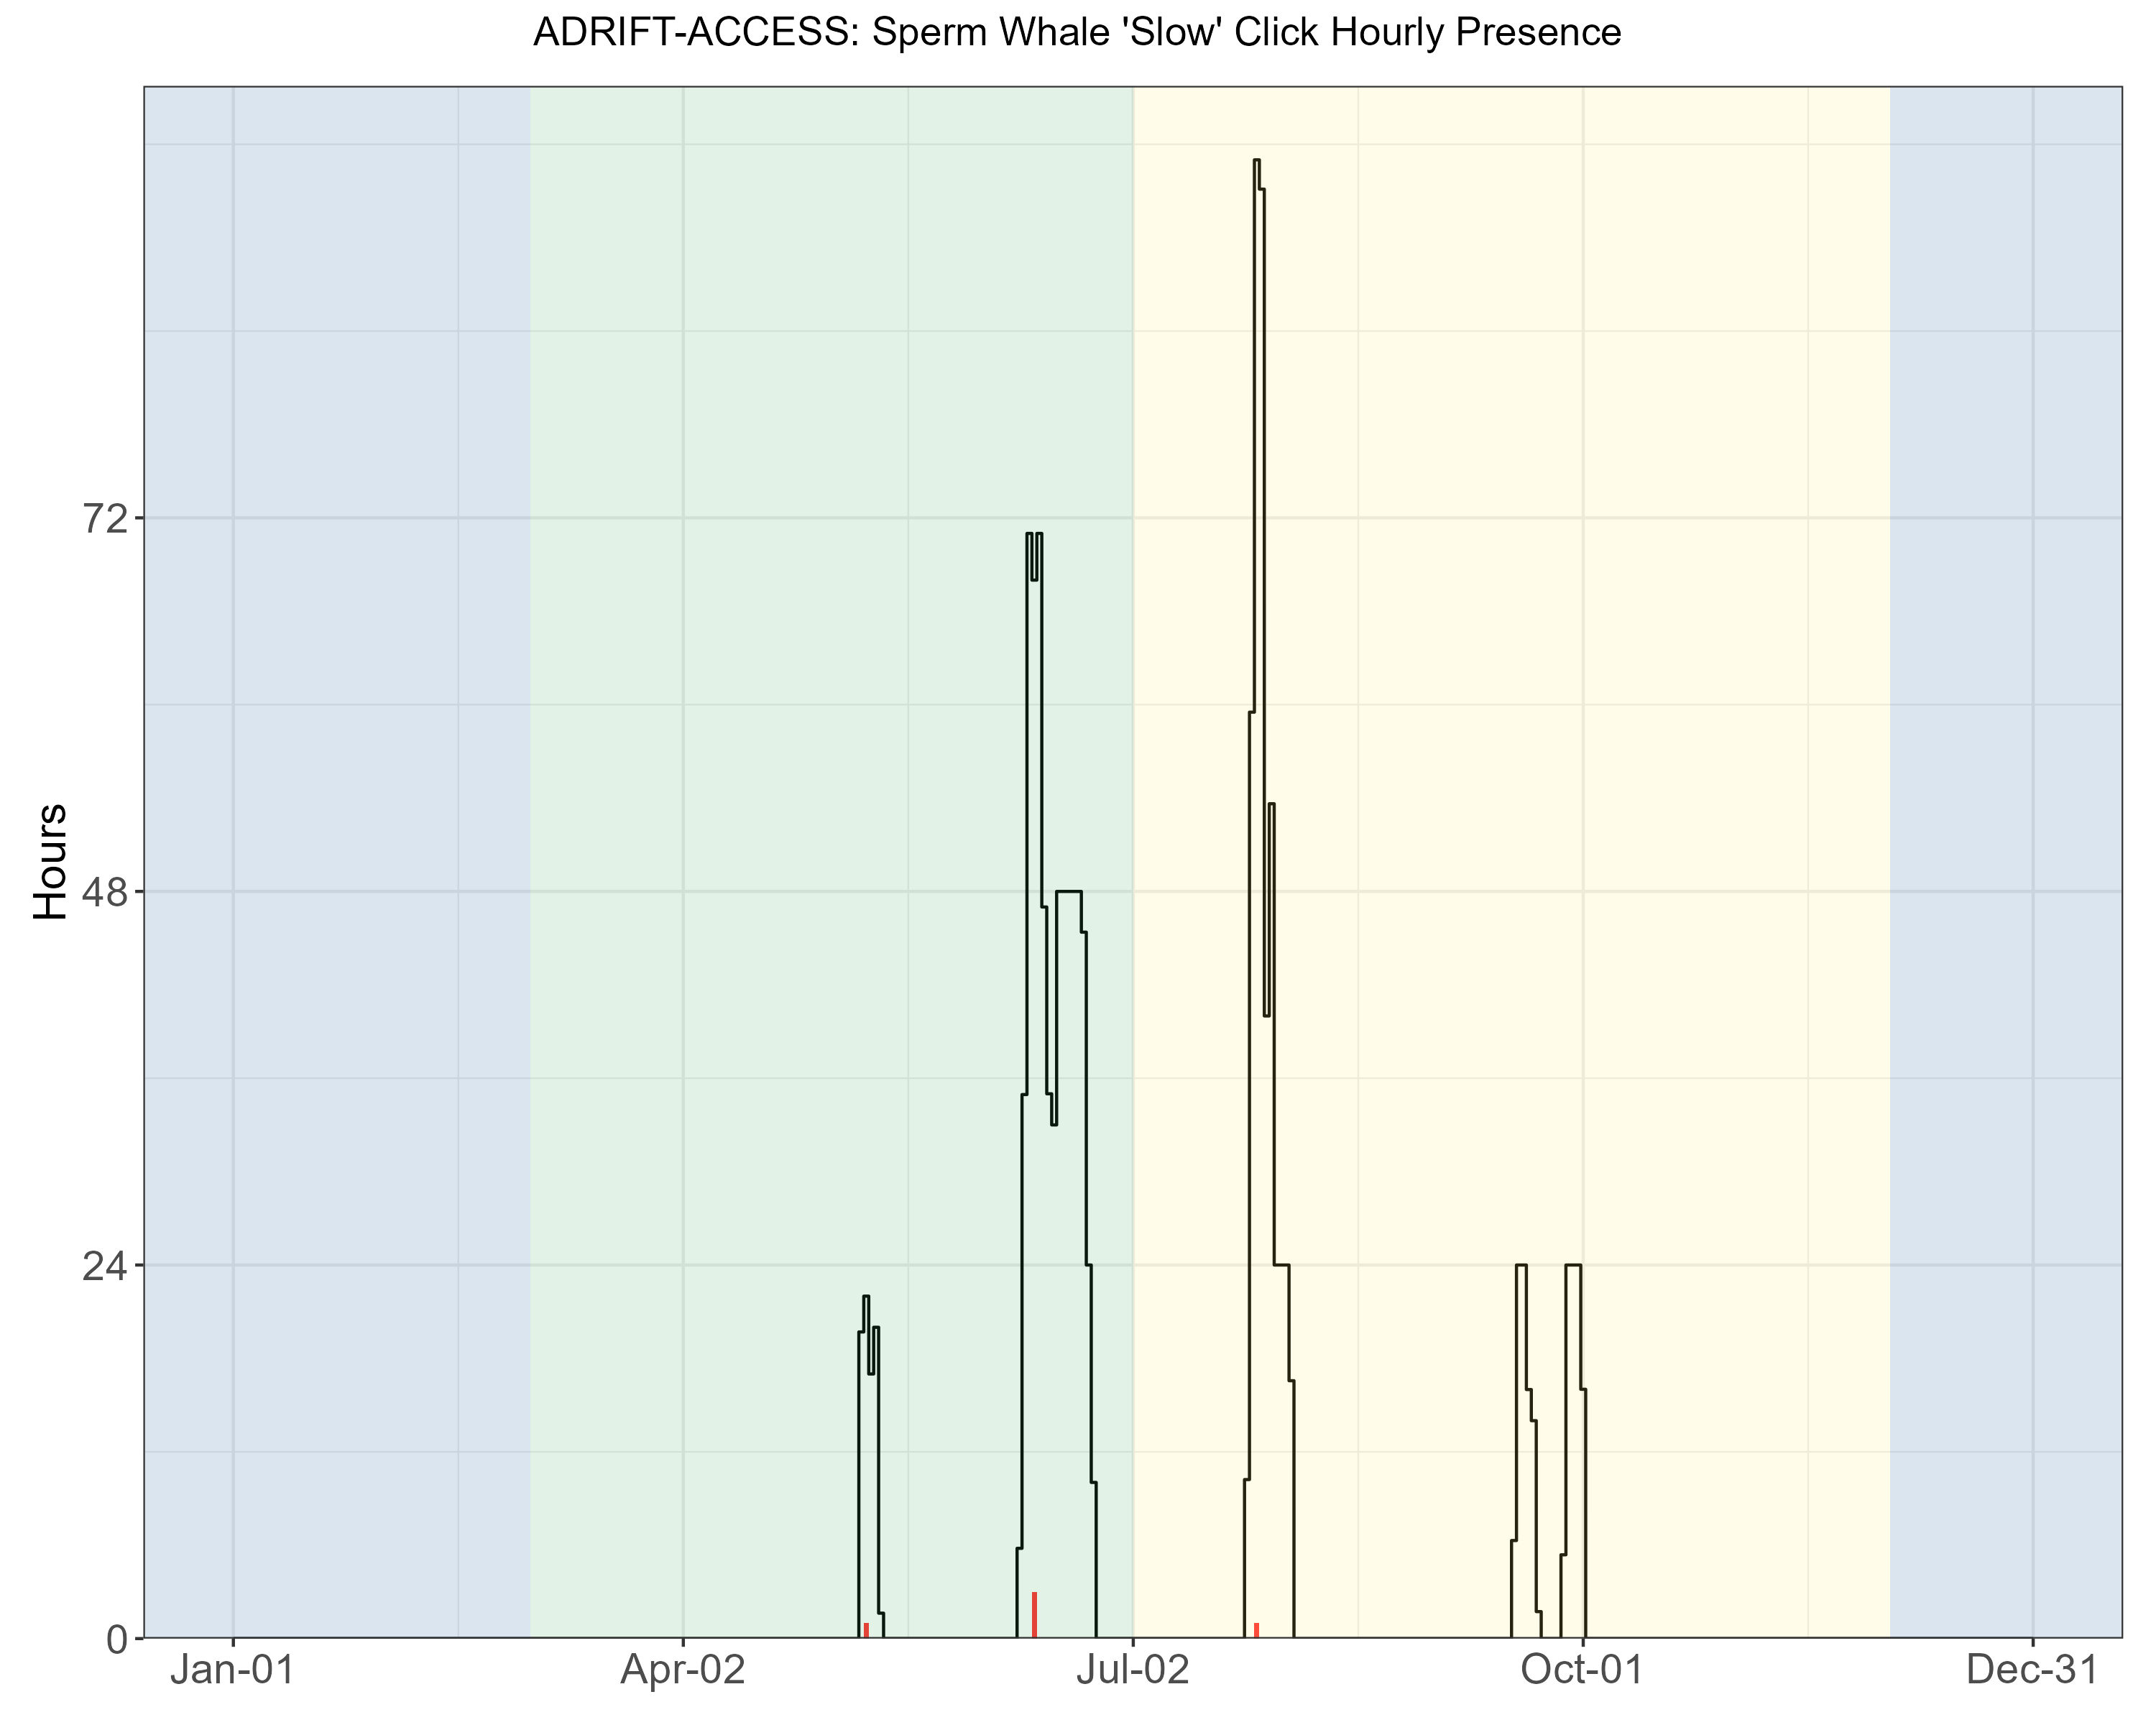 ADRIFT-ACCESS: Sperm Whale 'Slow' Click Hourly Presence
Hours
72
48
24
0
Jan-01 Apr-02 Jul-02 Oct-01 Dec-31